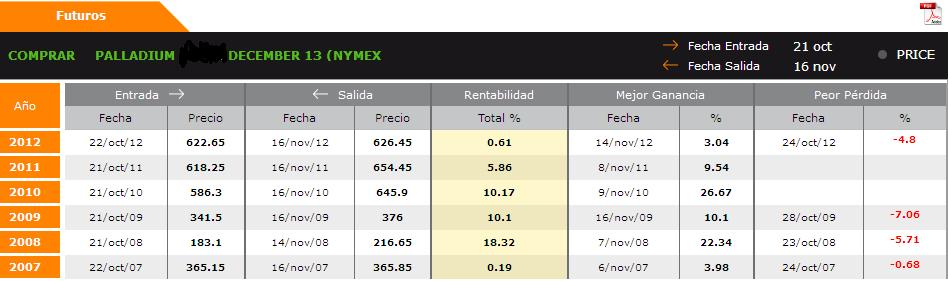 Futuros
COMPRAR PALLADIUM DECEMBER 13 (NYMEX
→ Fecha Entrada 21 oct
← Fecha Salida 16 nov
PRICE
Año Entrada → ← Salida Rentabilidad Mejor Ganancia Peor Pérdida
Fecha Precio Fecha Precio Total % Fecha % Fecha %
2012 22/oct/12 622.65 16/nov/12 626.45 0.61 14/nov/12 3.04 24/oct/12 -4.8
2011 21/oct/11 618.25 16/nov/11 654.45 5.86 8/nov/11 9.54
2010 21/oct/10 586.3 16/nov/10 645.9 10.17 9/nov/10 26.67
2009 21/oct/09 341.5 16/nov/09 376 10.1 16/nov/09 10.1 28/oct/09 -7.06
2008 21/oct/08 183.1 14/nov/08 216.65 18.32 7/nov/08 22.34 23/oct/08 -5.71
2007 22/oct/07 365.15 16/nov/07 365.85 0.19 6/nov/07 3.98 24/oct/07 -0.68